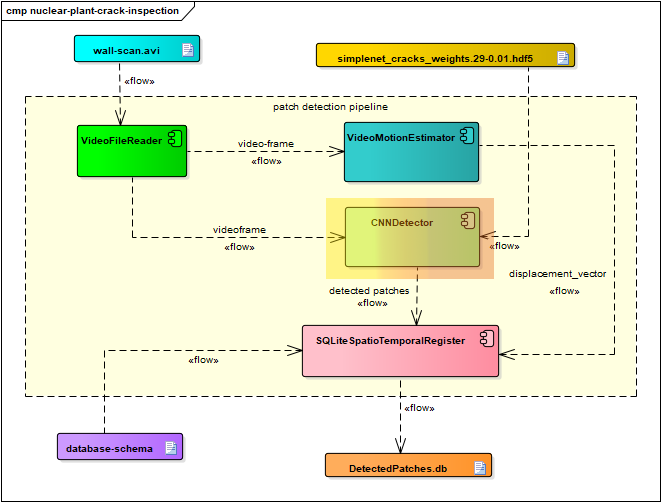 cmp nuclear-plant-crack-inspection
wall-scan.avi
simplenet_cracks_weights.29-0.01.hdf5
«flow»
patch detection pipeline
VideoFileReader
video-frame
«flow»
VideoMotionEstimator
videoframe
«flow»
CNNDetector
«flow»
displacement_vector
«flow»
detected patches
«flow»
SQLiteSpatioTemporalRegister
«flow»
«flow»
database-schema
DetectedPatches.db